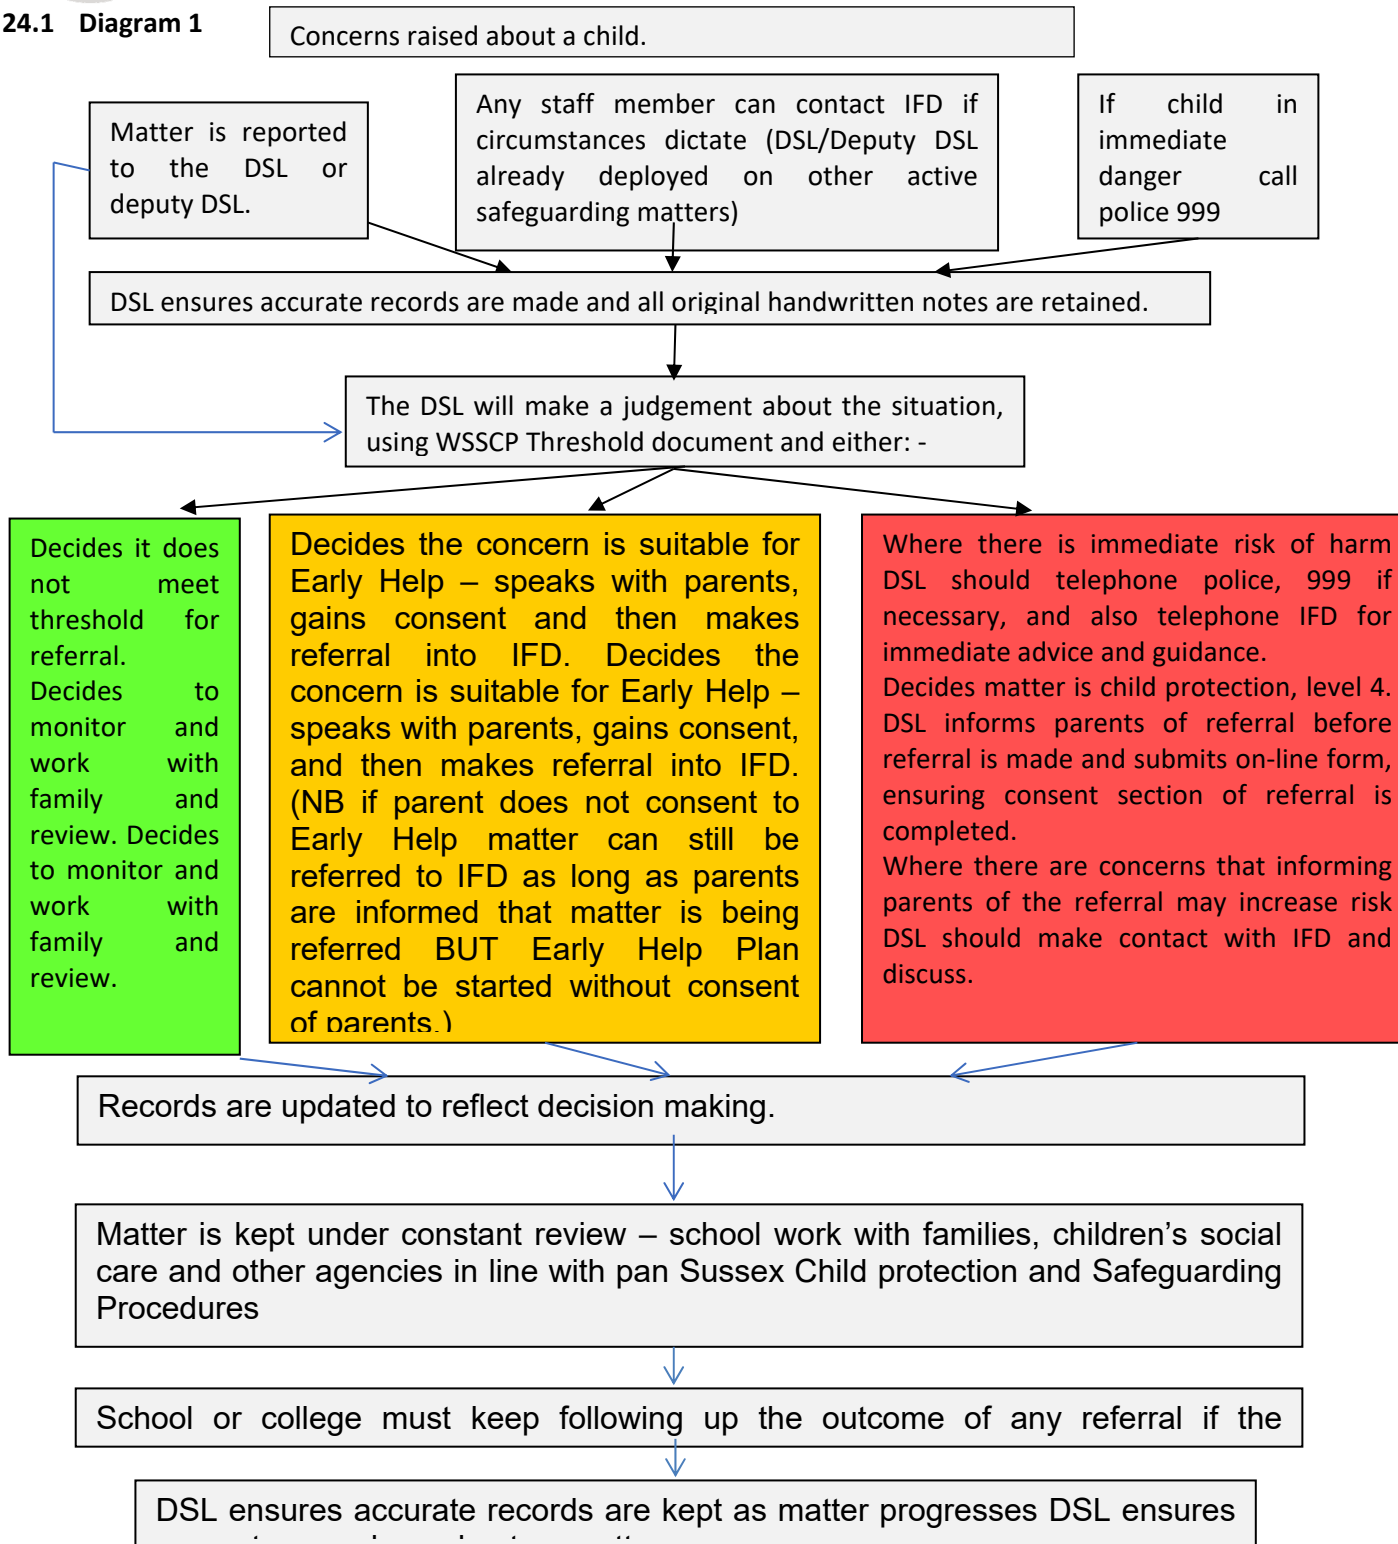 24.1 Diagram 1
Concerns raised about a child.
Matter is reported
to the DSL or
deputy DSL.
Any staff member can contact IFD if
circumstances dictate (DSL/Deputy DSL
already deployed on other active
safeguarding matters)
If child in
immediate
danger call
police 999
DSL ensures accurate records are made and all original handwritten notes are retained.
The DSL will make a judgement about the situation,
using WSSCP Threshold document and either: -
Decides it does
not meet
threshold for
referral.
Decides to
monitor and
work with
family and
review. Decides
to monitor and
work with
family and
review.
Decides the concern is suitable for
Early Help – speaks with parents,
gains consent and then makes
referral into IFD. Decides the
concern is suitable for Early Help –
speaks with parents, gains consent,
and then makes referral into IFD.
(NB if parent does not consent to
Early Help matter can still be
referred to IFD as long as parents
are informed that matter is being
referred BUT Early Help Plan
cannot be started without consent
of parents.)
Where there is immediate risk of harm
DSL should telephone police, 999 if
necessary, and also telephone IFD for
immediate advice and guidance.
Decides matter is child protection, level 4.
DSL informs parents of referral before
referral is made and submits on-line form,
ensuring consent section of referral is
completed.
Where there are concerns that informing
parents of the referral may increase risk
DSL should make contact with IFD and
discuss.
Records are updated to reflect decision making.
Matter is kept under constant review – school work with families, children's social
care and other agencies in line with pan Sussex Child protection and Safeguarding
Procedures
School or college must keep following up the outcome of any referral if the
DSL ensures accurate records are kept as matter progresses DSL ensures